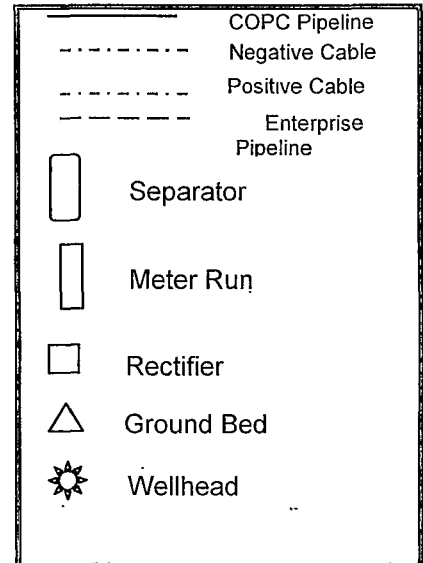 COPC Pipeline
Negative Cable
Positive Cable
Enterprise
Pipeline
Separator
Meter Run
Rectifier
Ground Bed
Wellhead